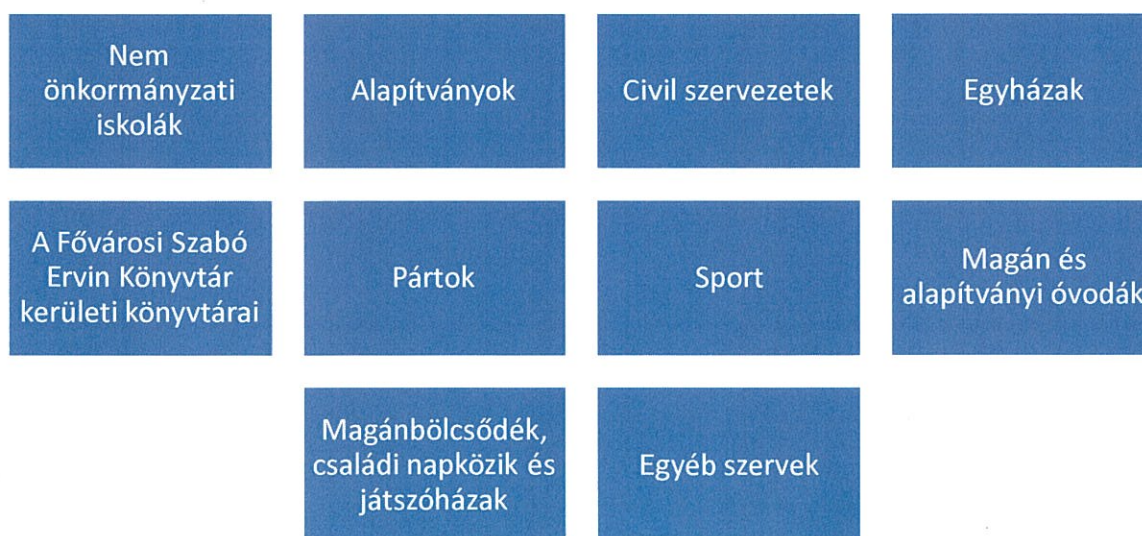 Nem
önkormányzati
iskolák
Alapítványok
Civil szervezetek
Egyházak
A Fővárosi Szabó
Ervin Könyvtár
kerületi könyvtárai
Pártok
Sport
Magán és
alapítványi óvodák
Magánbölcsődék,
családi napközik és
játszóházak
Egyéb szervek